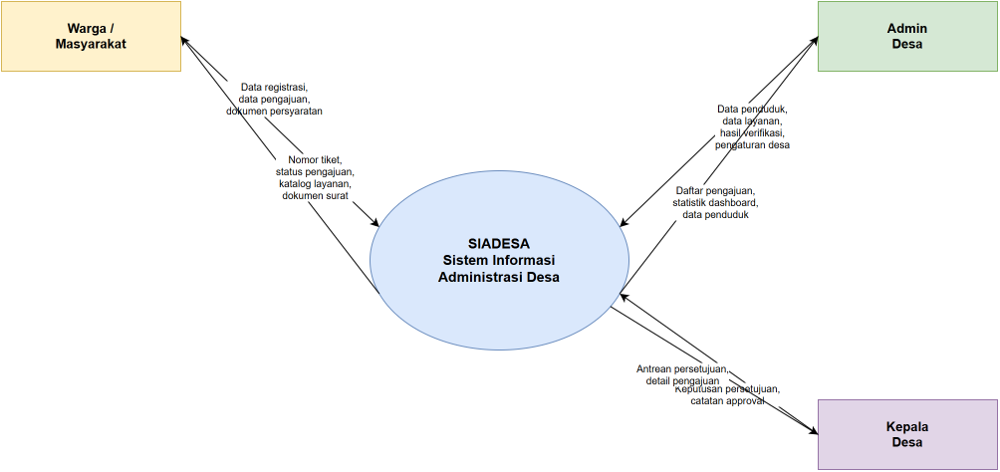 Warga /
Masyarakat
Admin
Desa
Data registrasi,
data pengajuan,
dokumen persyaratan
Data penduduk,
data layanan,
hasil verifikasi,
pengaturan desa
Nomor tiket,
status pengajuan,
katalog layanan,
dokumen surat
Daftar pengajuan,
statistik dashboard,
data penduduk
SIADESA
Sistem Informasi
Administrasi Desa
Antrean persetujuan,
detail pengajuan
Keputusan persetujuan,
catatan approval
Kepala
Desa